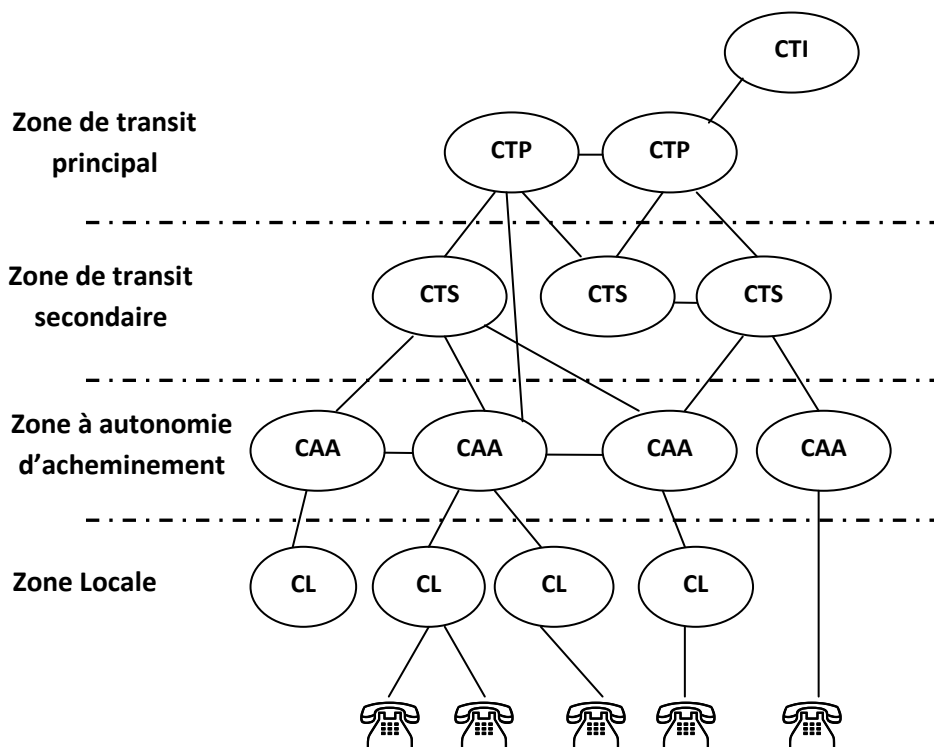 CTI
Zone de transit
principal
CTP CTP
Zone de transit
secondaire
CTS CTS CTS
Zone à autonomie
d’acheminement
CAA CAA CAA CAA
Zone Locale
CL CL CL CL